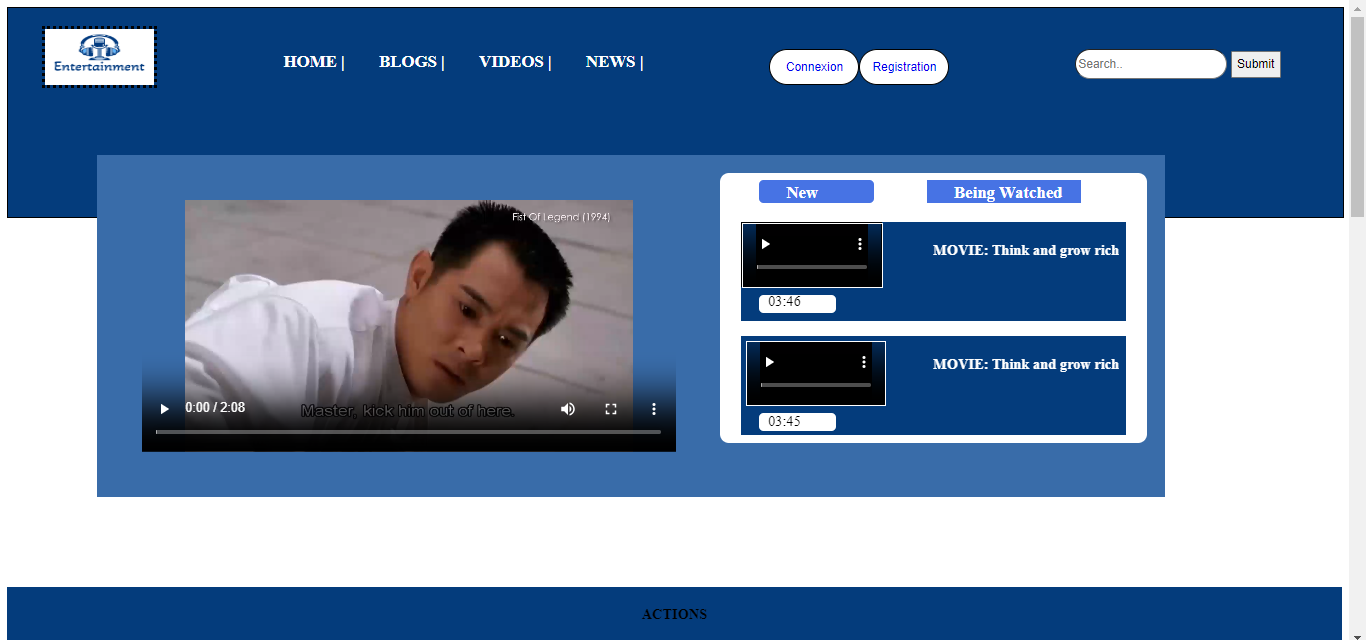 Entertainment
HOME |
BLOGS |
VIDEOS |
NEWS |
Connexion
Registration
Search..
Submit
Fist Of Legend (1994)
0:00 / 2:08
Master, kick him out of here.
New
Being Watched
MOVIE: Think and grow rich
03:46
MOVIE: Think and grow rich
03:45
ACTIONS